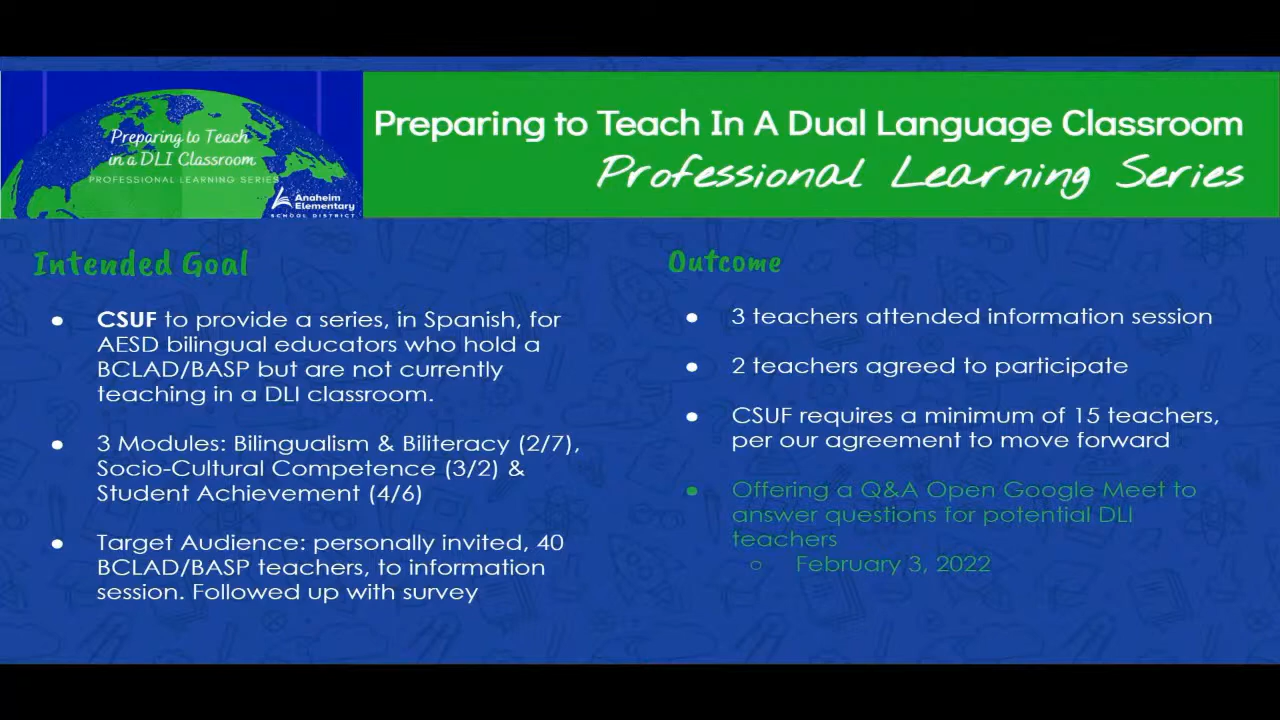 Preparing to Teach
in a DLI Classroom
PROFESSIONAL LEARNING SERIES
Anaheim
Elementary
SCHOOL DISTRICT
Preparing to Teach In A Dual Language Classroom
Professional Learning Series
Intended Goal
● CSUF to provide a series, in Spanish, for
AESD bilingual educators who hold a
BCLAD/BASP but are not currently
teaching in a DLI classroom.
● 3 Modules: Bilingualism & Biliteracy (2/7),
Socio-Cultural Competence (3/2) &
Student Achievement (4/6)
● Target Audience: personally invited, 40
BCLAD/BASP teachers, to information
session. Followed up with survey
Outcome
● 3 teachers attended information session
● 2 teachers agreed to participate
● CSUF requires a minimum of 15 teachers,
per our agreement to move forward
● Offering a Q&A Open Google Meet to
answer questions for potential DLI
teachers
○ February 3, 2022